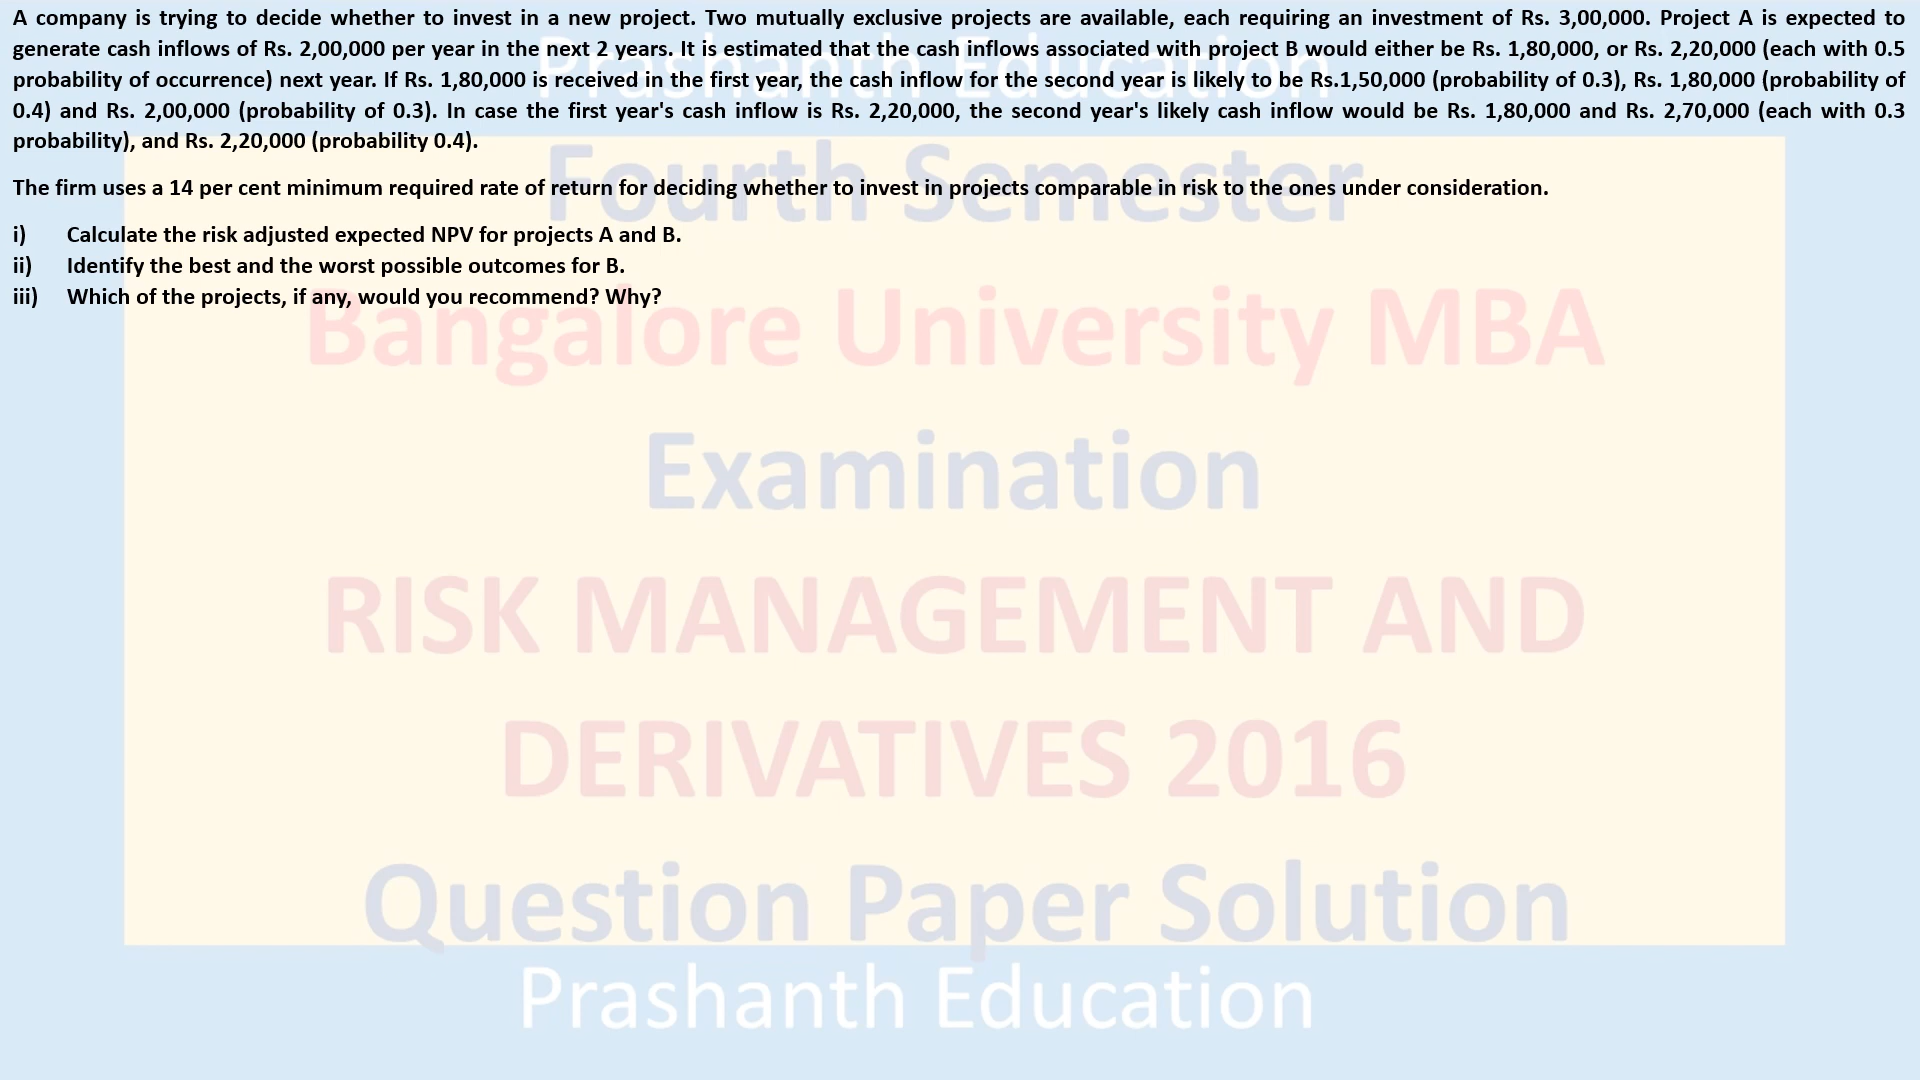 A company is trying to decide whether to invest in a new project. Two mutually exclusive projects are available, each requiring an investment of Rs. 3,00,000. Project A is expected to
generate cash inflows of Rs. 2,00,000 per year in the next 2 years. It is estimated that the cash inflows associated with project B would either be Rs. 1,80,000, or Rs. 2,20,000 (each with 0.5
probability of occurrence) next year. If Rs. 1,80,000 is received in the first year, the cash inflow for the second year is likely to be Rs.1,50,000 (probability of 0.3), Rs. 1,80,000 (probability of
0.4) and Rs. 2,00,000 (probability of 0.3). In case the first year's cash inflow is Rs. 2,20,000, the second year's likely cash inflow would be Rs. 1,80,000 and Rs. 2,70,000 (each with 0.3
probability), and Rs. 2,20,000 (probability 0.4).
The firm uses a 14 per cent minimum required rate of return for deciding whether to invest in projects comparable in risk to the ones under consideration.
i) Calculate the risk adjusted expected NPV for projects A and B.
ii) Identify the best and the worst possible outcomes for B.
iii) Which of the projects, if any, would you recommend? Why?
Prashanth Education
Fourth Semester
Bangalore University MBA
Examination
RISK MANAGEMENT AND
DERIVATIVES 2016
Question Paper Solution
Prashanth Education